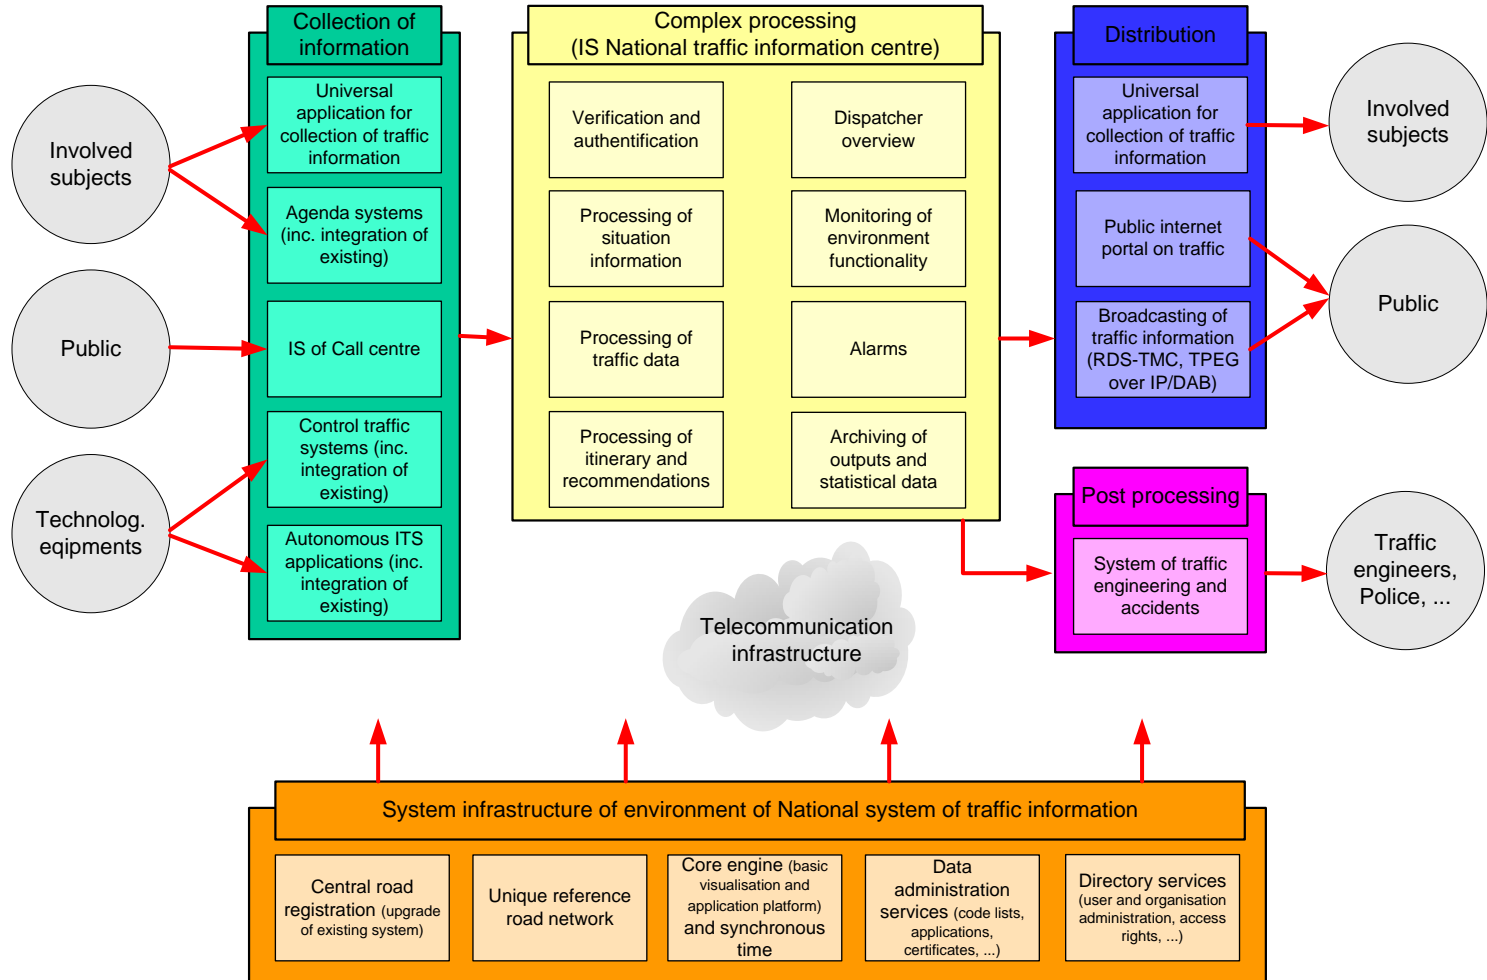 Collection of
information
Complex processing
(IS National traffic information centre)
Distribution
Involved
subjects
Public
Technolog.
eqipments
Universal
application for
collection of traffic
information
Agenda systems
(inc. integration of
existing)
IS of Call centre
Control traffic
systems (inc.
integration of
existing)
Autonomous ITS
applications (inc.
integration of
existing)
Verification and
authentification
Dispatcher
overview
Processing of
situation
information
Monitoring of
environment
functionality
Processing of
traffic data
Alarms
Processing of
itinerary and
recommendations
Archiving of
outputs and
statistical data
Universal
application for
collection of traffic
information
Public internet
portal on traffic
Broadcasting of
traffic information
(RDS-TMC, TPEG
over IP/DAB)
Involved
subjects
Public
Post processing
System of traffic
engineering and
accidents
Traffic
engineers,
Police, ...
Telecommunication
infrastructure
System infrastructure of environment of National system of traffic information
Central road
registration (upgrade
of existing system)
Unique reference
road network
Core engine (basic
visualisation and
application platform)
and synchronous
time
Data
administration
services (code lists,
applications,
certificates, ...)
Directory services
(user and organisation
administration, access
rights, ...)